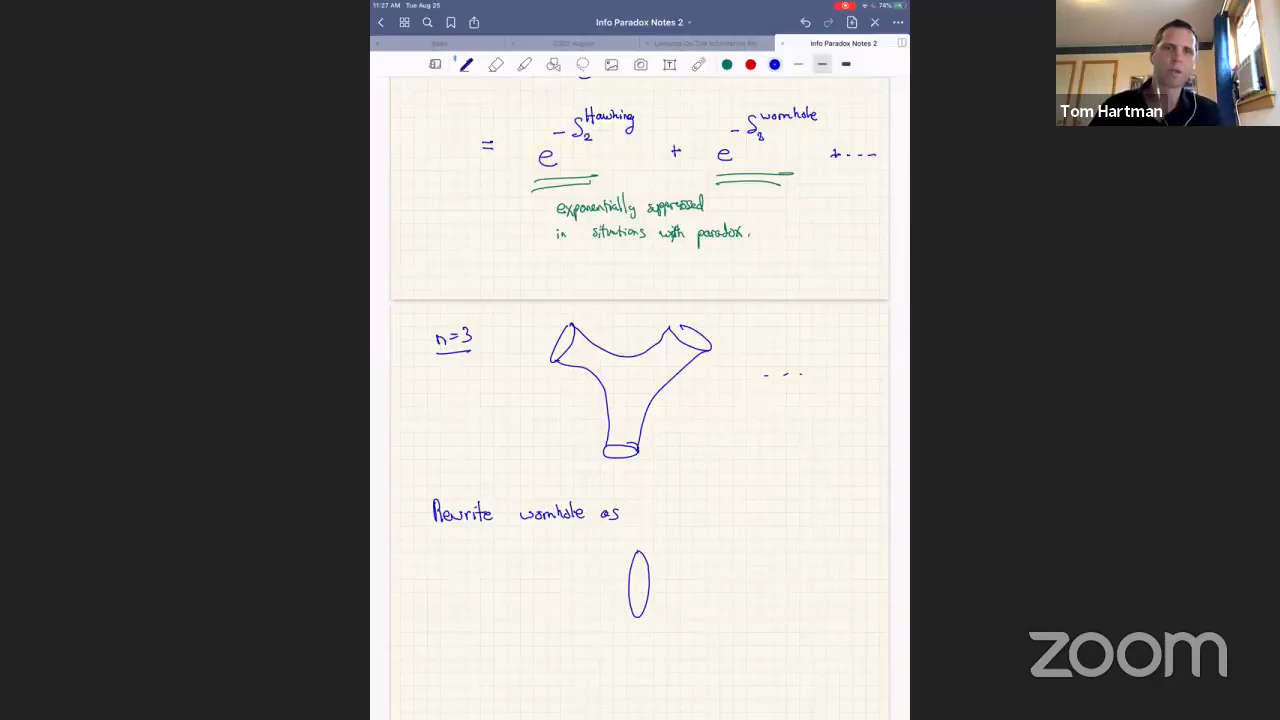 11:27 AM Tue Aug 25
74%
Info Paradox Notes 2
Info Paradox Notes 2
= e^{-S_2^{Hawking}} + e^{-S_2^{wormhole}} + ...
exponentially suppressed
in situations with paradox.
n=3
...
Rewrite wormhole as
Tom Hartman
zoom